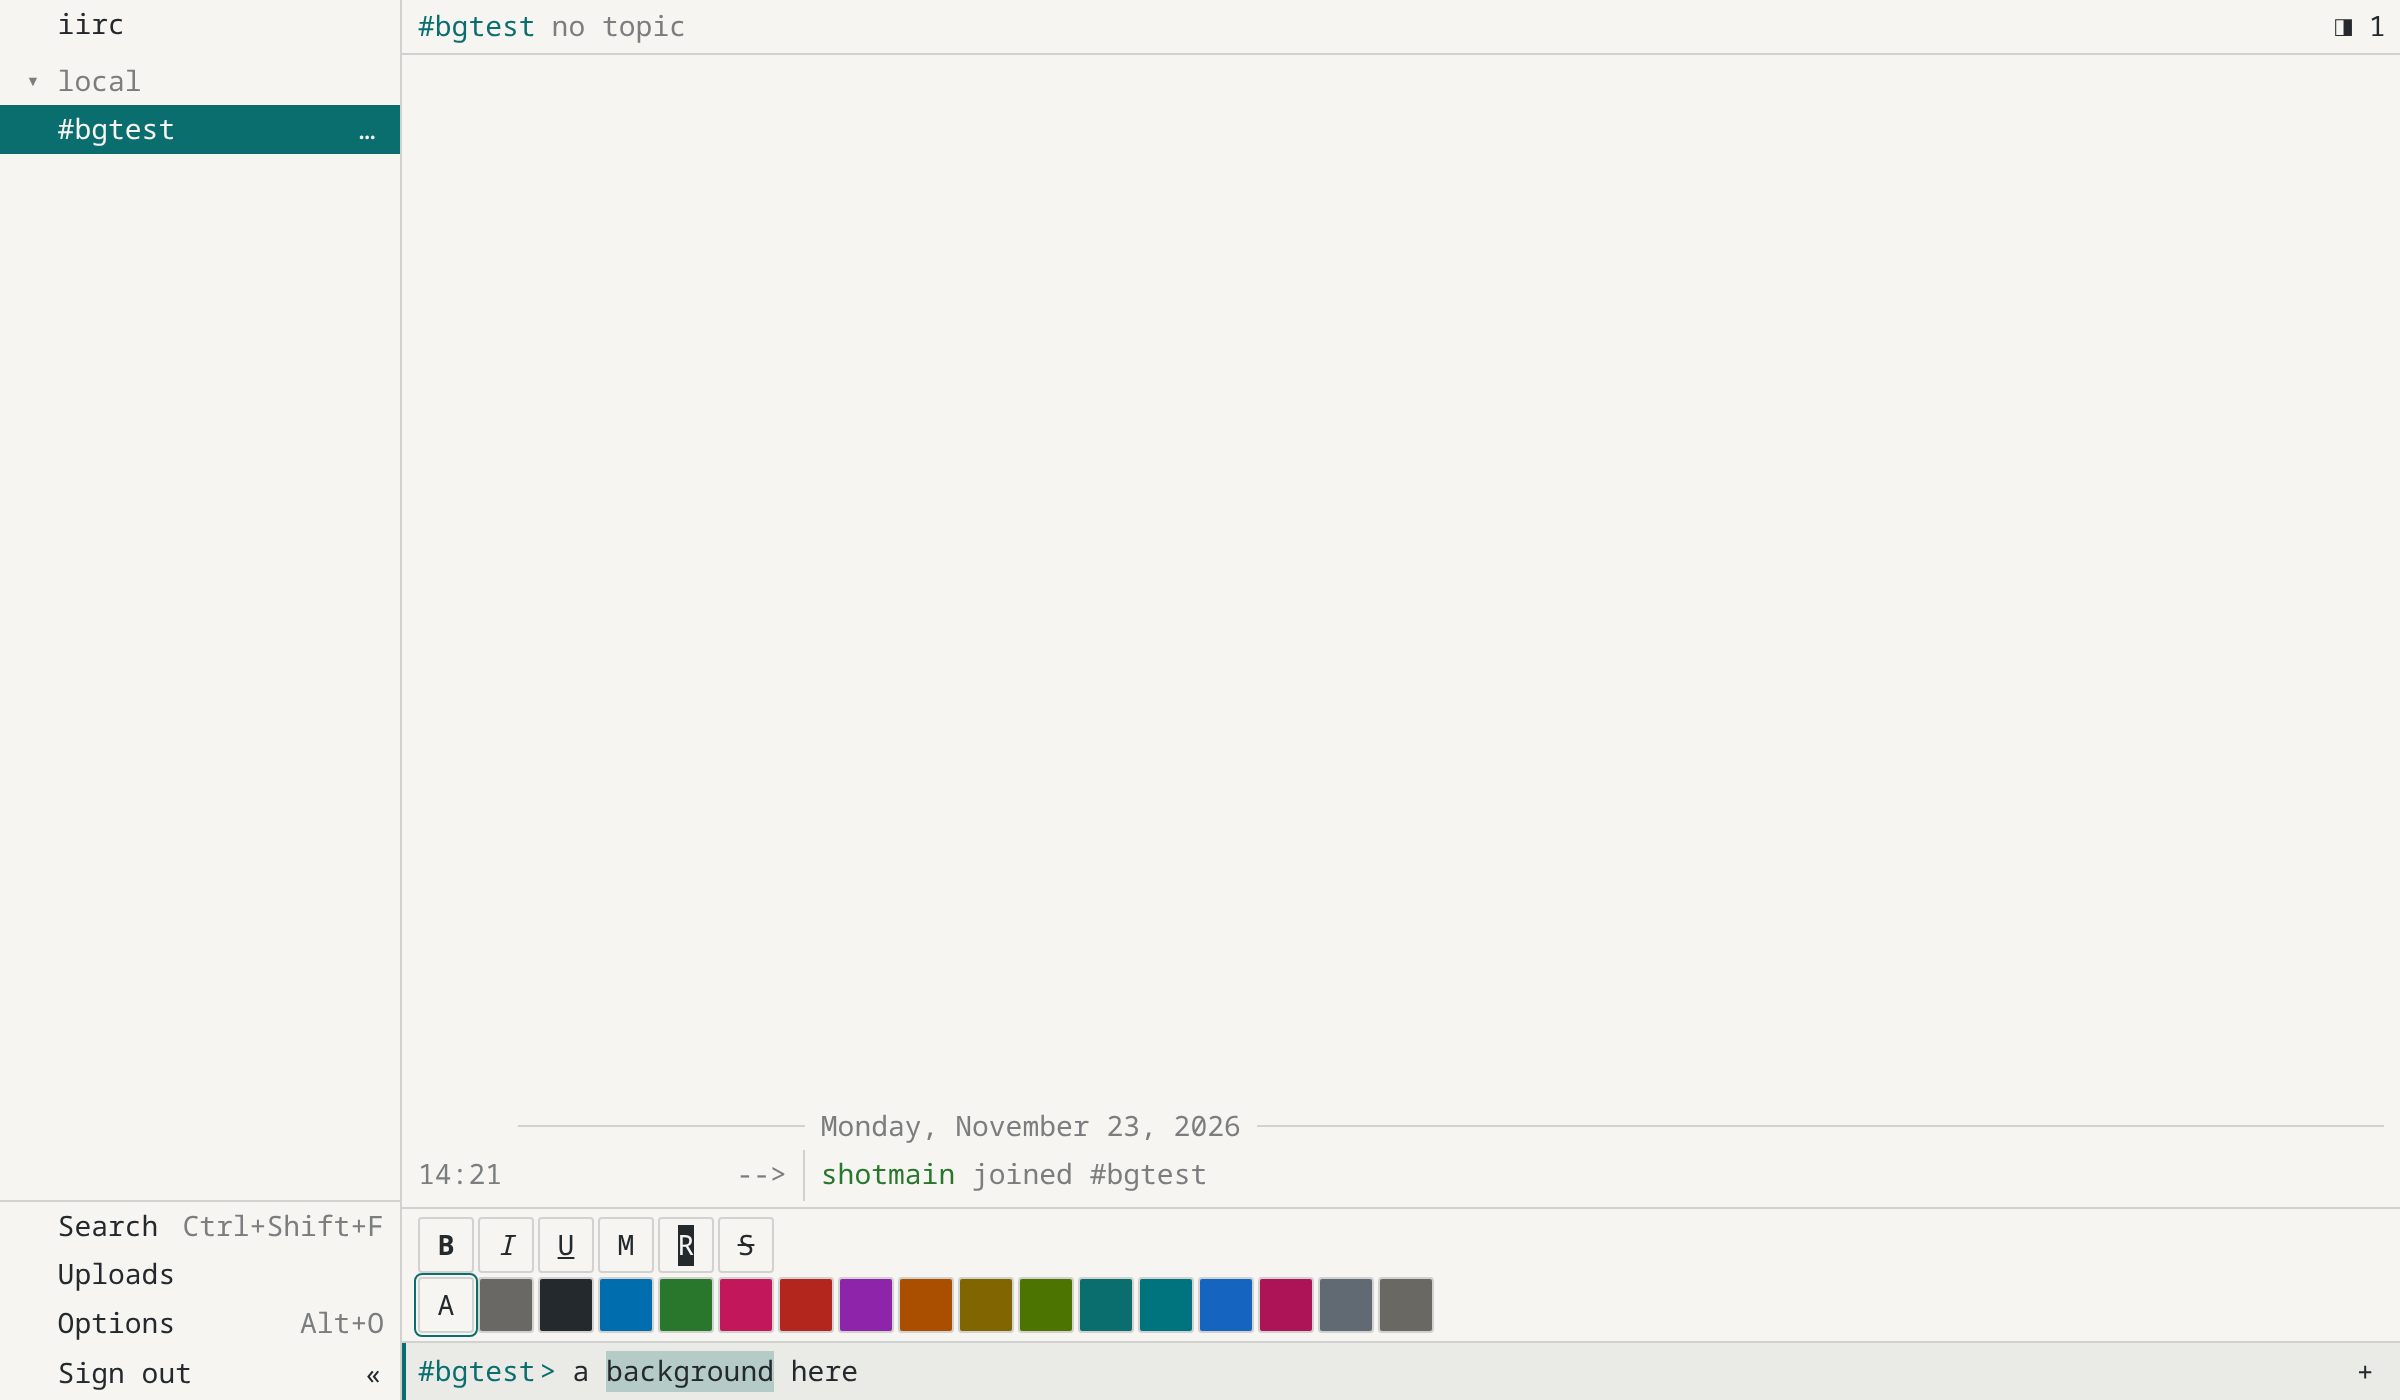 iirc
▾ local
#bgtest …
Search Ctrl+Shift+F
Uploads
Options Alt+O
Sign out «
#bgtest no topic ◨ 1
Monday, November 23, 2026
14:21 --> shotmain joined #bgtest
B I U M R S
A
#bgtest> a background here +